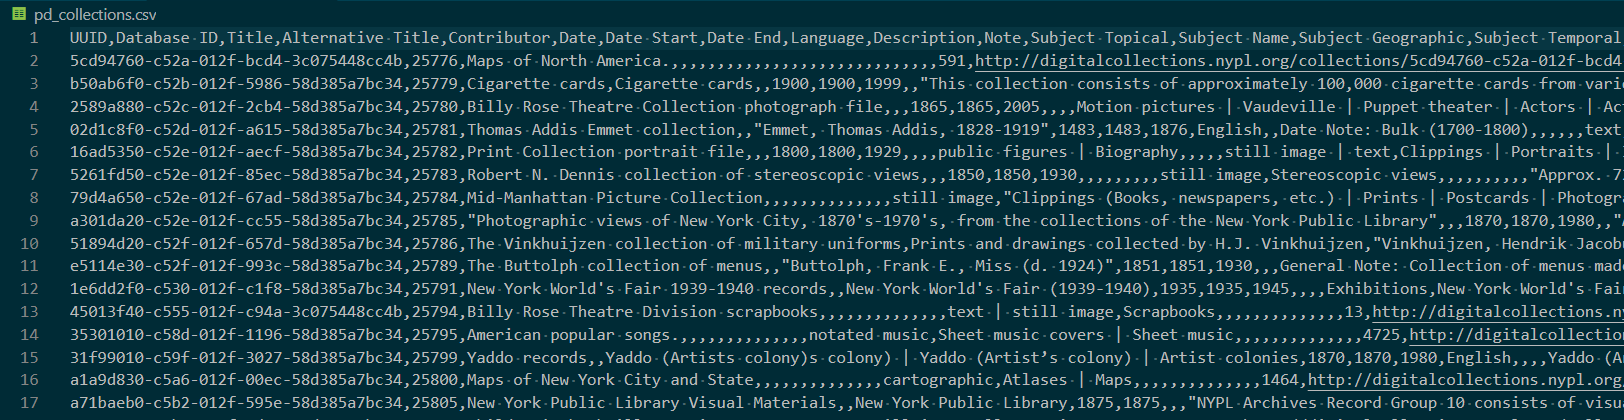 pd_collections.csv
1 UUID,Database ID,Title,Alternative Title,Contributor,Date,Date Start,Date End,Language,Description,Note,Subject Topical,Subject Name,Subject Geographic,Subject Temporal
2 5cd94760-c52a-012f-bcd4-3c075448cc4b,25776,Maps of North America.,,,,,,,,,,,,,,,,,,,,,,,,,,,,591,http://digitalcollections.nypl.org/collections/5cd94760-c52a-012f-bcd4
3 b50ab6f0-c52b-012f-5986-58d385a7bc34,25779,Cigarette cards,Cigarette cards,,1900,1900,1999,,"This collection consists of approximately 100,000 cigarette cards from vari
4 2589a880-c52c-012f-2cb4-58d385a7bc34,25780,Billy Rose Theatre Collection photograph file,,,1865,1865,2005,,,,Motion pictures | Vaudeville | Puppet theater | Actors | Ac
5 02d1c8f0-c52d-012f-a615-58d385a7bc34,25781,Thomas Addis Emmet collection,,"Emmet, Thomas Addis, 1828-1919",1483,1483,1876,English,,Date Note: Bulk (1700-1800),,,,,,text
6 16ad5350-c52e-012f-aecf-58d385a7bc34,25782,Print Collection portrait file,,,1800,1800,1929,,,,public figures | Biography,,,,,still image | text,Clippings | Portraits |
7 5261fd50-c52e-012f-85ec-58d385a7bc34,25783,Robert N. Dennis collection of stereoscopic views,,,1850,1850,1930,,,,,,,,,still image,Stereoscopic views,,,,,,,,,,"Approx. 7
8 79d4a650-c52e-012f-67ad-58d385a7bc34,25784,Mid-Manhattan Picture Collection,,,,,,,,,,,,,,still image,"Clippings (Books, newspapers, etc.) | Prints | Postcards | Photogra
9 a301da20-c52e-012f-cc55-58d385a7bc34,25785,"Photographic views of New York City, 1870's-1970's, from the collections of the New York Public Library",,,1870,1870,1980,,"
10 51894d20-c52f-012f-657d-58d385a7bc34,25786,The Vinkhuijzen collection of military uniforms,Prints and drawings collected by H.J. Vinkhuijzen,"Vinkhuijzen, Hendrik Jacobu
11 e5114e30-c52f-012f-993c-58d385a7bc34,25789,The Buttolph collection of menus,,"Buttolph, Frank E., Miss (d. 1924)",1851,1851,1930,,,General Note: Collection of menus mad
12 1e6dd2f0-c530-012f-c1f8-58d385a7bc34,25791,New York World's Fair 1939-1940 records,,New York World's Fair (1939-1940),1935,1935,1945,,,,Exhibitions,New York World's Fai
13 45013f40-c555-012f-c94a-3c075448cc4b,25794,Billy Rose Theatre Division scrapbooks,,,,,,,,,,,,,,text | still image,Scrapbooks,,,,,,,,,,,,,13,http://digitalcollections.ny
14 35301010-c58d-012f-1196-58d385a7bc34,25795,American popular songs.,,,,,,,,,,,,,,notated music,Sheet music covers | Sheet music,,,,,,,,,,,,,4725,http://digitalcollection
15 31f99010-c59f-012f-3027-58d385a7bc34,25799,Yaddo records,,Yaddo (Artists colony)s colony) | Yaddo (Artist’s colony) | Artist colonies,1870,1870,1980,English,,,,Yaddo (A
16 a1a9d830-c5a6-012f-00ec-58d385a7bc34,25800,Maps of New York City and State,,,,,,,,,,,,,,cartographic,Atlases | Maps,,,,,,,,,,,,,1464,http://digitalcollections.nypl.org
17 a71baeb0-c5b2-012f-595e-58d385a7bc34,25805,New York Public Library Visual Materials,,New York Public Library,1875,1875,,,"NYPL Archives Record Group 10 consists of visu